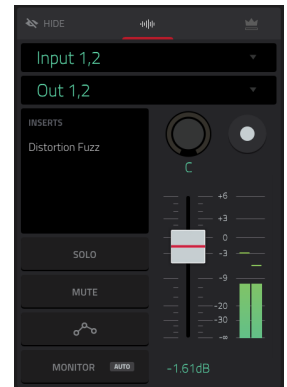 HIDE
Input 1,2
Out 1,2
INSERTS
Distortion Fuzz
C
+6
+3
0
-3
-9
-20
-30
-∞
SOLO
MUTE
MONITOR AUTO
-1.61dB